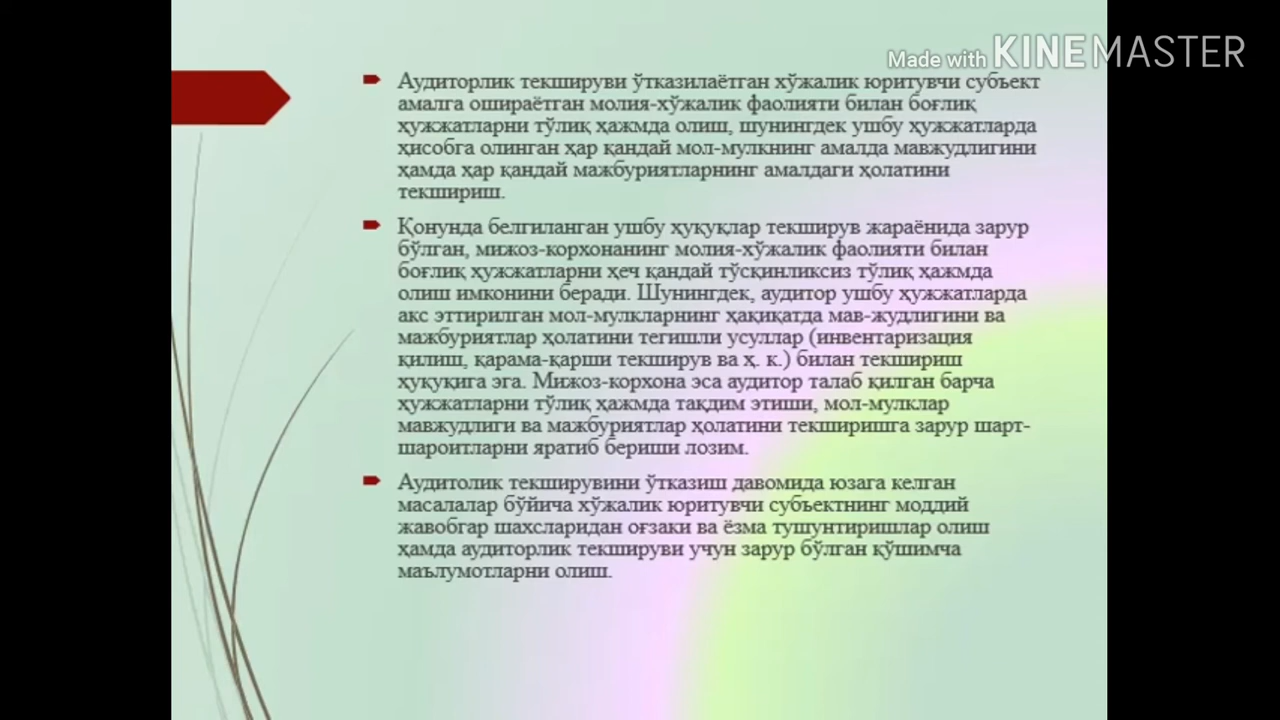 Made with KINEMASTER
Аудиторлик текшируви ўтказилаётган хўжалик юритувчи субъект
амалга ошираётган молия-хўжалик фаолияти билан боғлиқ
ҳужжатларни тўлиқ ҳажмда олиш, шунингдек ушбу ҳужжатларда
ҳисобга олинган ҳар қандай мол-мулкнинг амалда мавжудлигини
ҳамда ҳар қандай мажбуриятларнинг амалдаги ҳолатини
текшириш.
Қонунда белгиланган ушбу ҳуқуқлар текширув жараёнида зарур
бўлган, мижоз-корхонанинг молия-хўжалик фаолияти билан
боғлиқ ҳужжатларни ҳеч қандай тўсқинликсиз тўлиқ ҳажмда
олиш имконини беради. Шунингдек, аудитор ушбу ҳужжатларда
акс эттирилган мол-мулкларнинг ҳақиқатда мав-жудлигини ва
мажбуриятлар ҳолатини тегишли усуллар (инвентаризация
қилиш, қарама-қарши текширув ва ҳ. к.) билан текшириш
ҳуқуқига эга. Мижоз-корхона эса аудитор талаб қилган барча
ҳужжатларни тўлиқ ҳажмда тақдим этиши, мол-мулклар
мавжудлиги ва мажбуриятлар ҳолатини текширишга зарур шарт-
шароитларни яратиб бериши лозим.
Аудитолик текширувини ўтказиш давомида юзага келган
масалалар бўйича хўжалик юритувчи субъектнинг моддий
жавобгар шахсларидан оғзаки ва ёзма тушунтиришлар олиш
ҳамда аудиторлик текшируви учун зарур бўлган қўшимча
маълумотларни олиш.